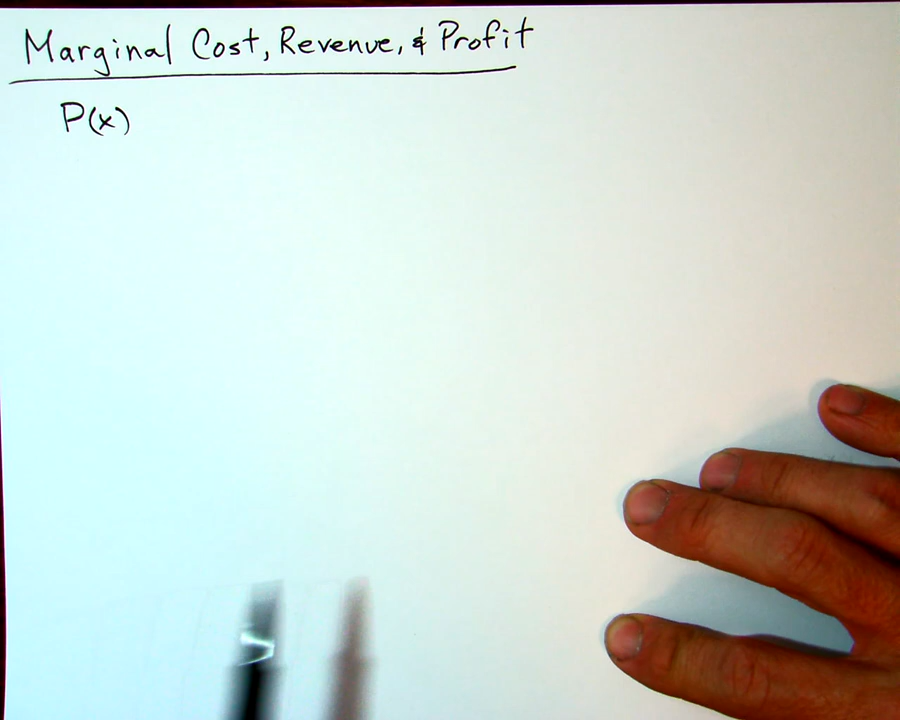 Marginal Cost, Revenue, & Profit
P(x)